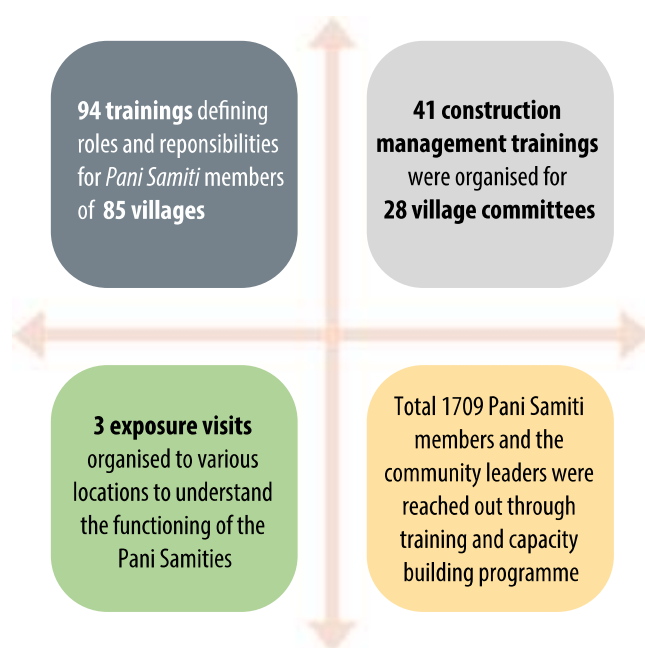 94 trainings defining
roles and reponsibilities
for Pani Samiti members
of 85 villages
41 construction
management trainings
were organised for
28 village committees
3 exposure visits
organised to various
locations to understand
the functioning of the
Pani Samities
Total 1709 Pani Samiti
members and the
community leaders were
reached out through
training and capacity
building programme